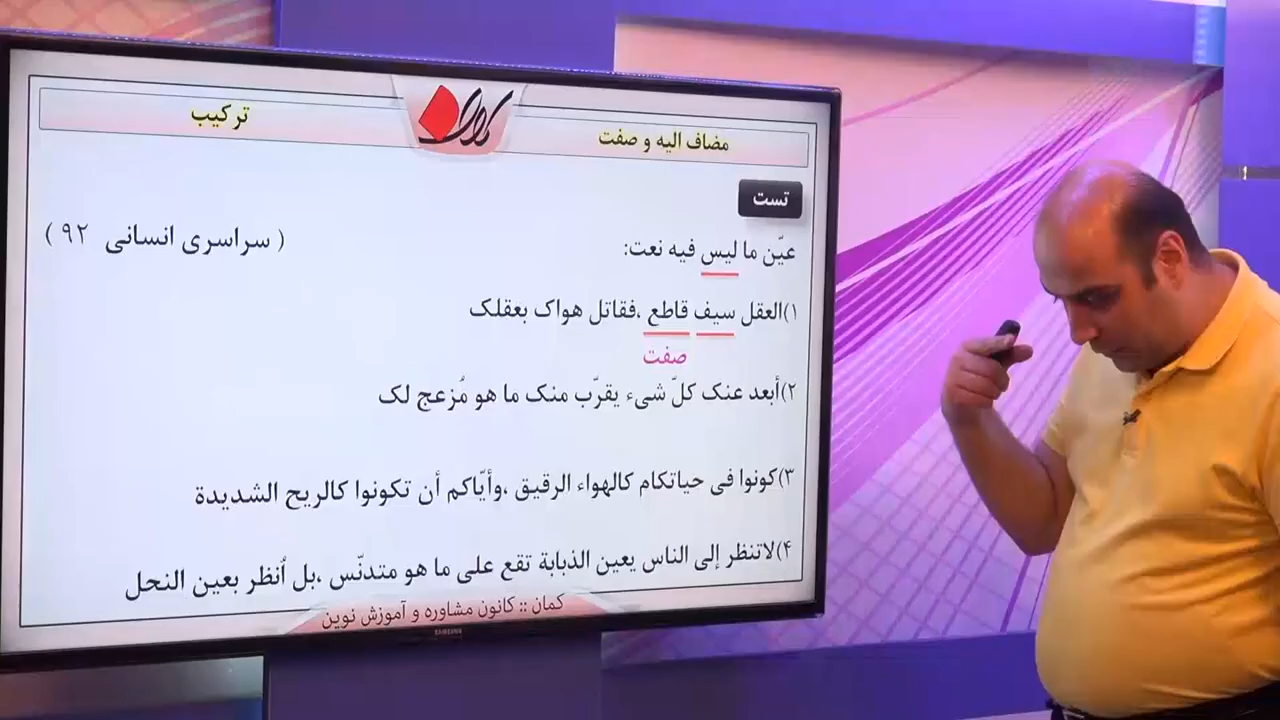 مضاف الیه و صفت
ترکیب
تست
عیّن ما لیس فیه نعت:
( سراسری انسانی ۹۲ )
۱)العقل سیف قاطع ،فقاتل هواک بعقلک
صفت
۲)أبعد عنک کلّ شیء یقرّب منک ما هو مُزعج لک
۳)کونوا فی حیاتکام کالهواء الرقیق ،وأیّاکم أن تکونوا کالریح الشدیدة
۴)لاتنظر إلی الناس یعین الذبابة تقع علی ما هو متدنّس ،بل اُنظر بعین النحل
کمان :: کانون مشاوره و آموزش نوین
SAMSUNG